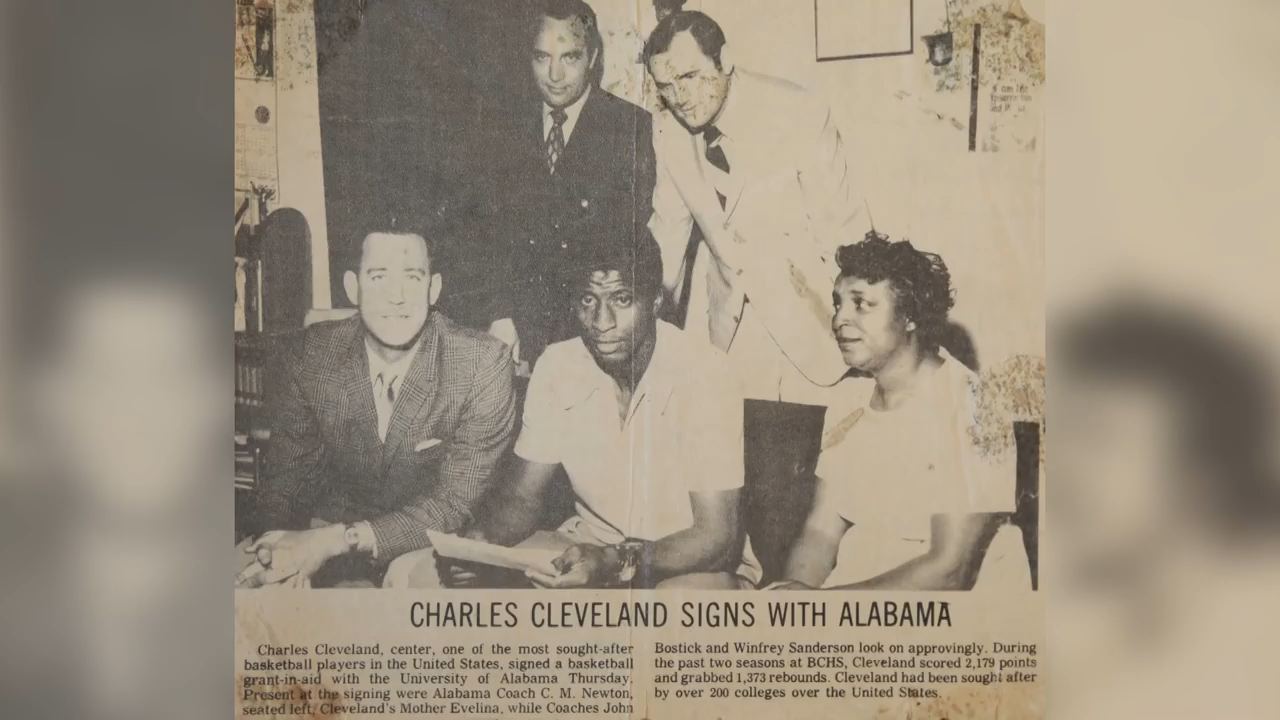 CHARLES CLEVELAND SIGNS WITH ALABAMA
Charles Cleveland, center, one of the most sought-after
basketball players in the United States, signed a basketball
grant-in-aid with the University of Alabama Thursday.
Present at the signing were Alabama Coach C. M. Newton,
seated left, Cleveland's Mother Evelina, while Coaches John
Bostick and Winfrey Sanderson look on approvingly. During
the past two seasons at BCHS, Cleveland scored 2,179 points
and grabbed 1,373 rebounds. Cleveland had been sought after
by over 200 colleges over the United States.